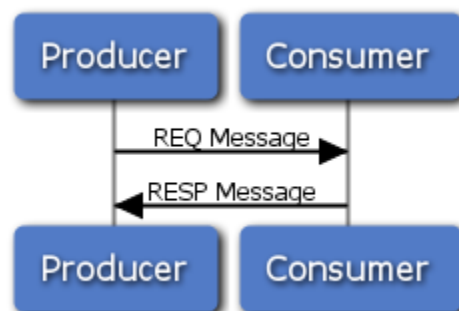 Producer
Consumer
REQ Message
RESP Message
Producer
Consumer